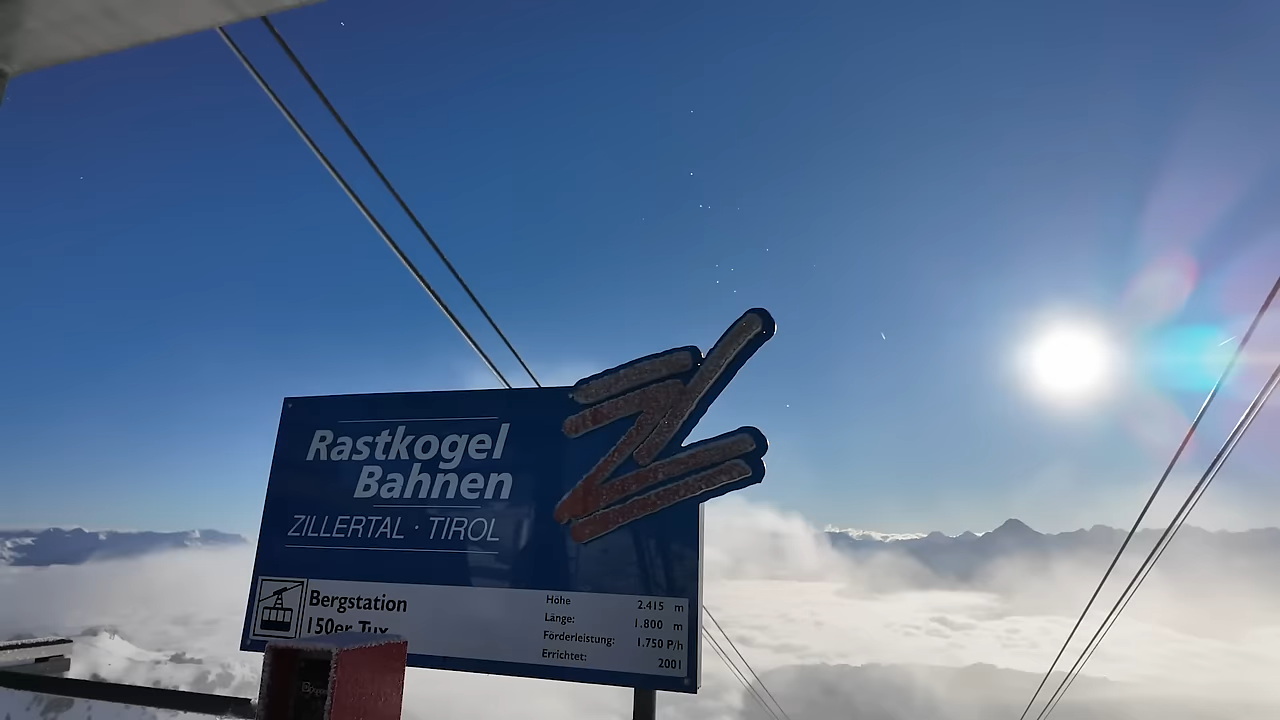 Rastkogel
Bahnen
ZILLERTAL · TIROL
Bergstation
150er Tux
Höhe 2.415 m
Länge: 1.800 m
Förderleistung: 1.750 P/h
Errichtet: 2001